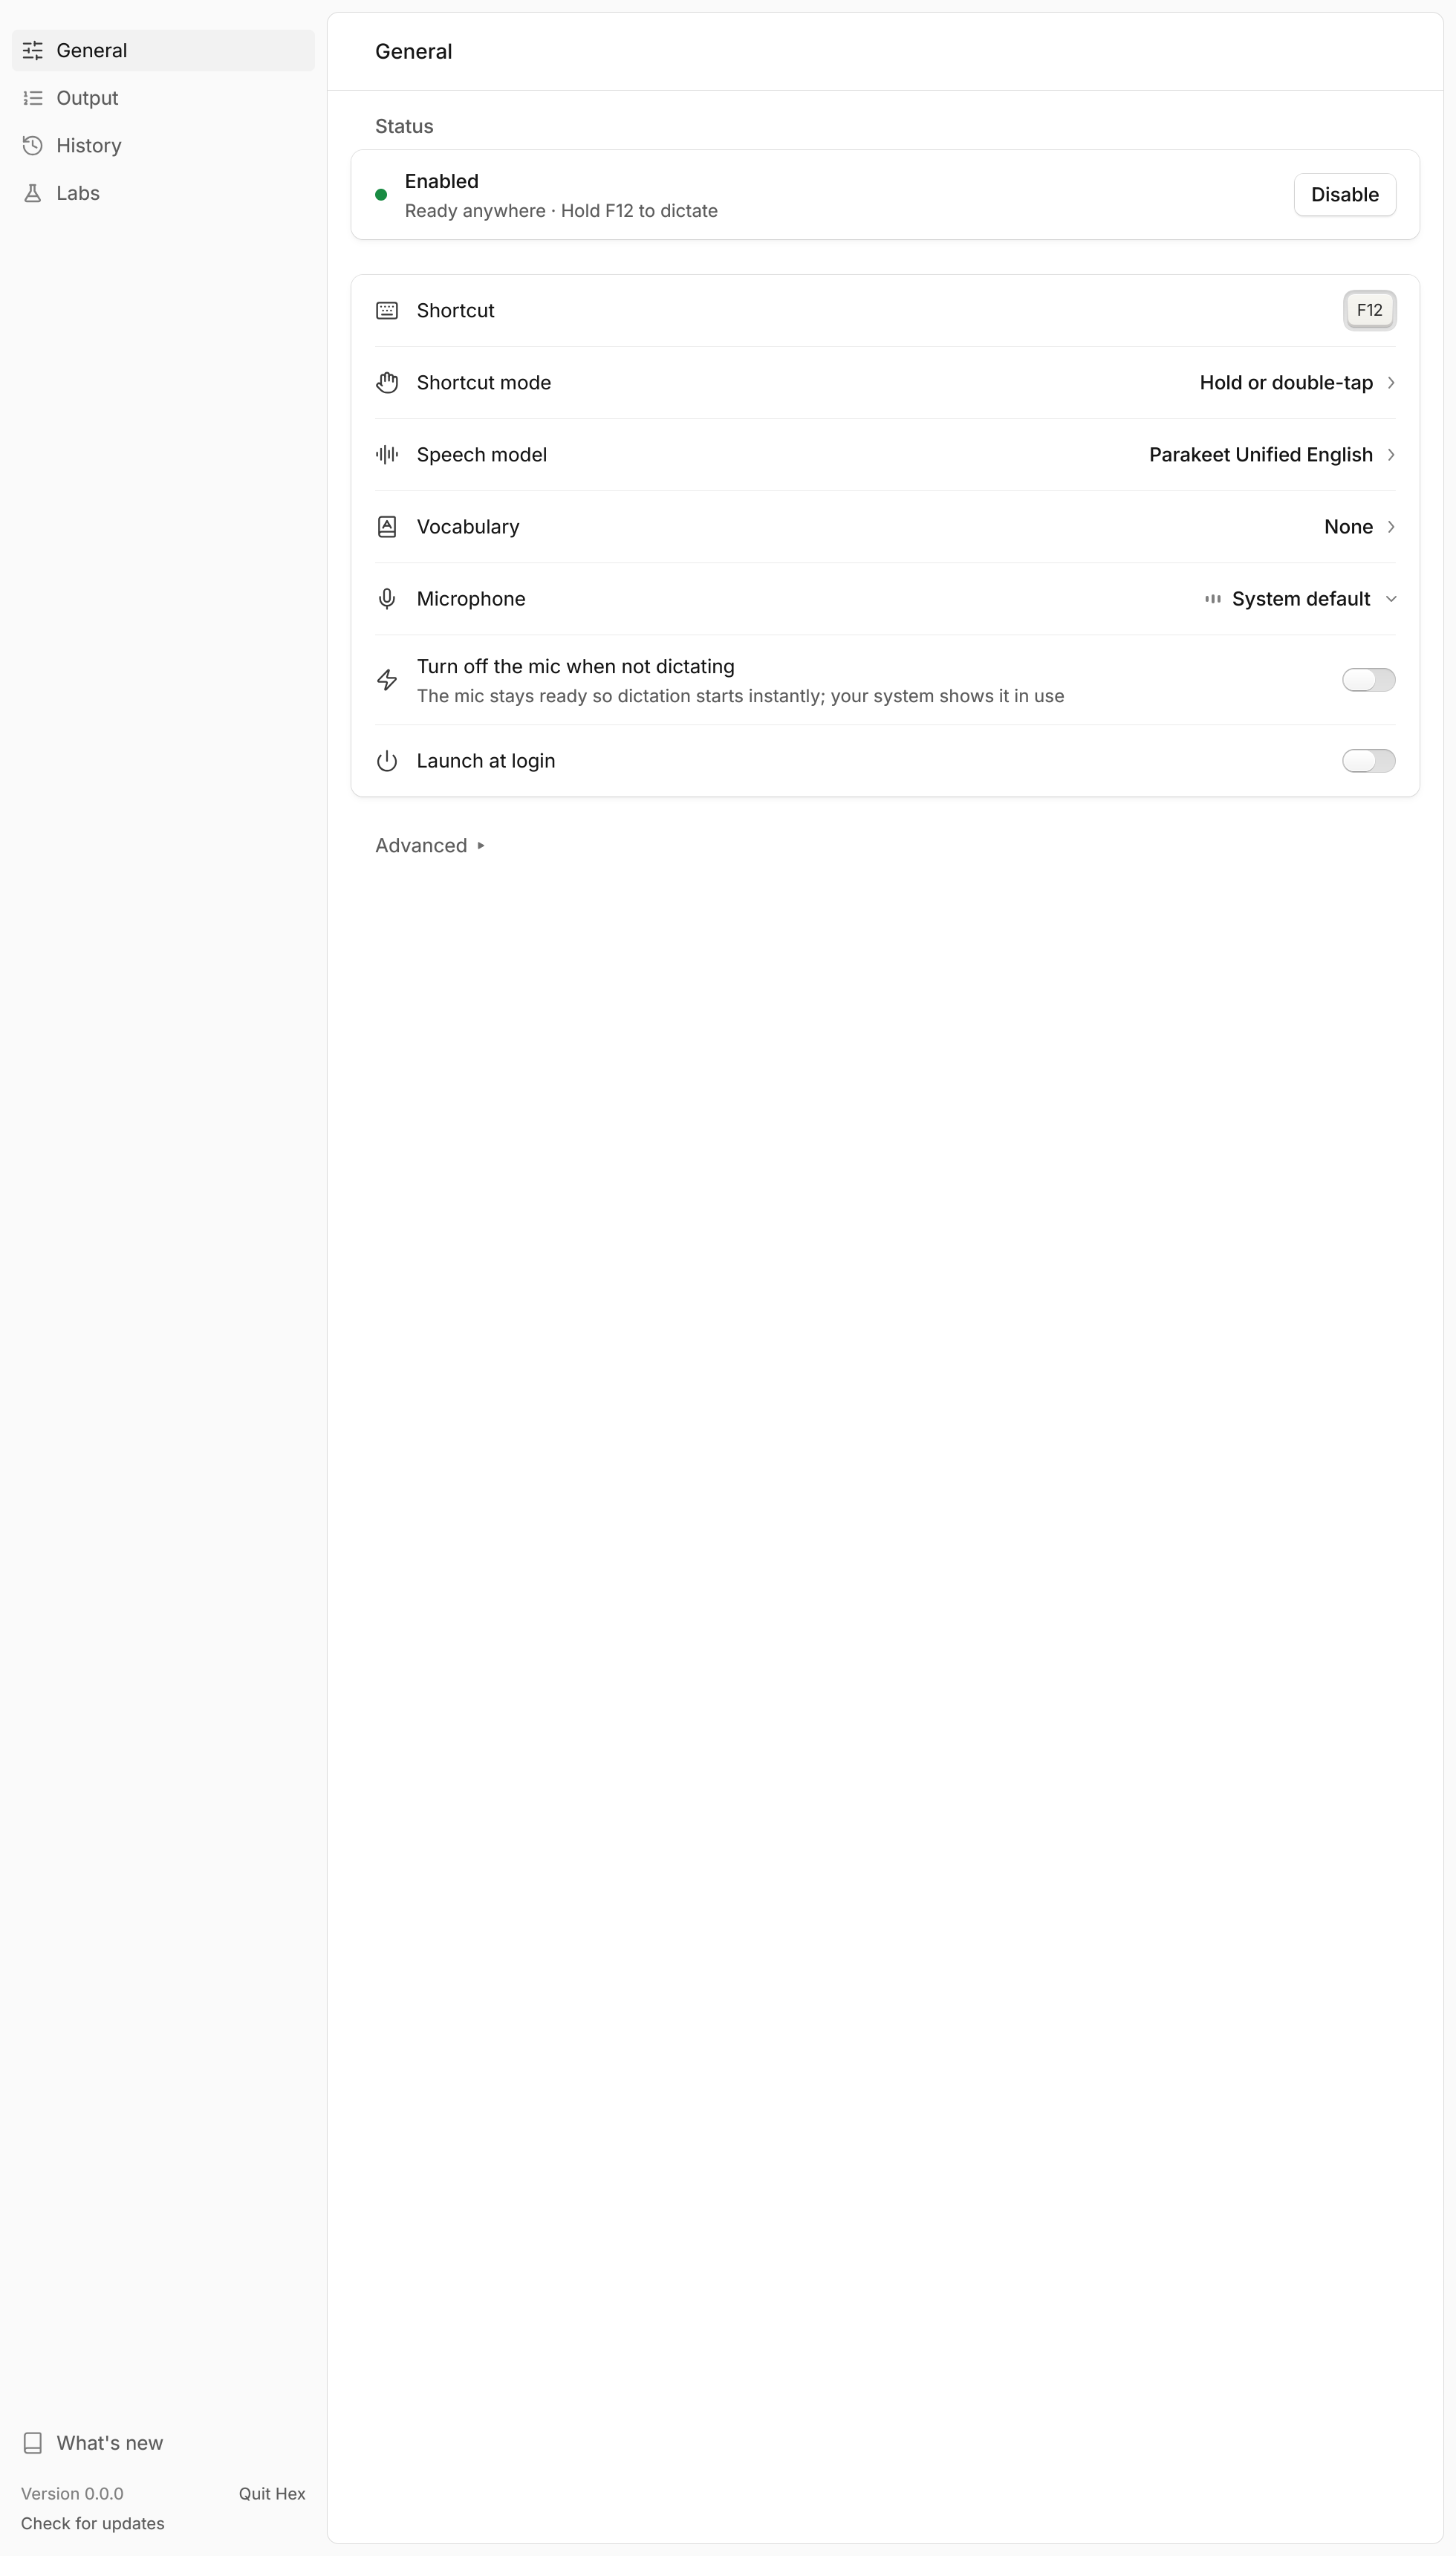 General
Output
History
Labs
General
Status
Enabled
Ready anywhere · Hold F12 to dictate
Disable
Shortcut
F12
Shortcut mode
Hold or double-tap
Speech model
Parakeet Unified English
Vocabulary
None
Microphone
System default
Turn off the mic when not dictating
The mic stays ready so dictation starts instantly; your system shows it in use
Launch at login
Advanced
What's new
Version 0.0.0
Quit Hex
Check for updates